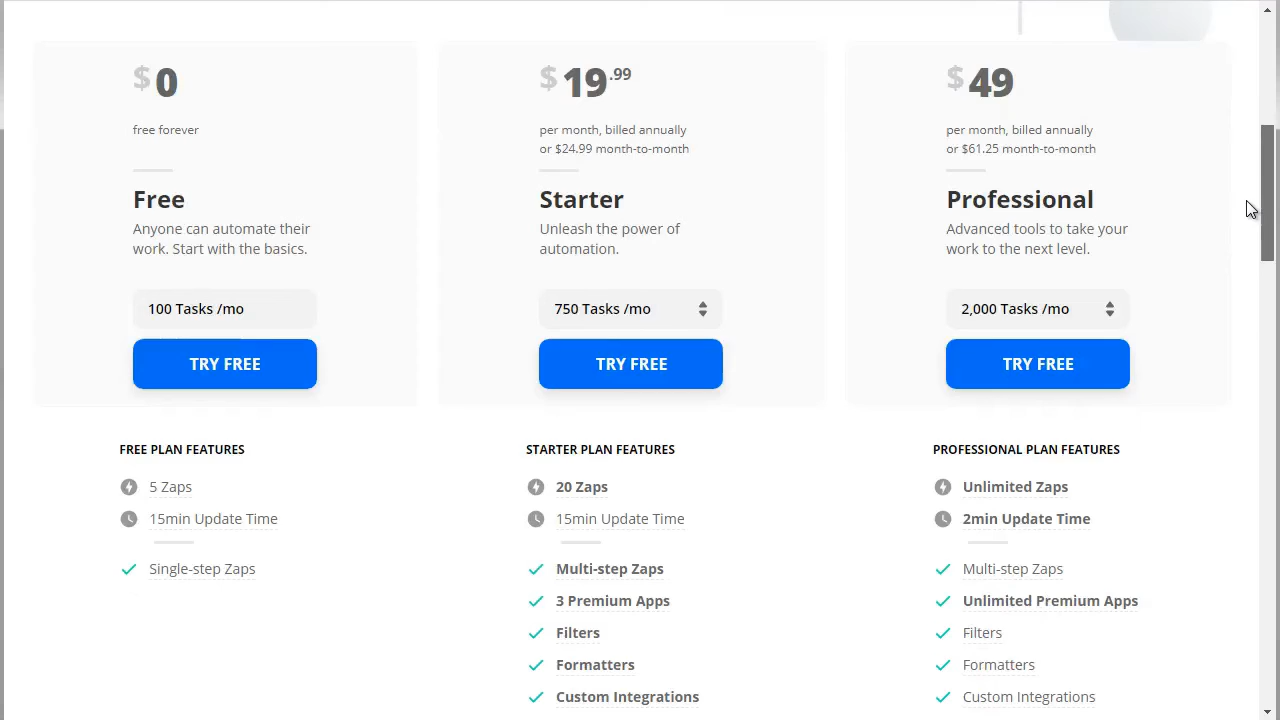 $0
free forever
Free
Anyone can automate their
work. Start with the basics.
100 Tasks /mo
TRY FREE
$19.99
per month, billed annually
or $24.99 month-to-month
Starter
Unleash the power of
automation.
750 Tasks /mo
TRY FREE
$49
per month, billed annually
or $61.25 month-to-month
Professional
Advanced tools to take your
work to the next level.
2,000 Tasks /mo
TRY FREE
FREE PLAN FEATURES
5 Zaps
15min Update Time
Single-step Zaps
STARTER PLAN FEATURES
20 Zaps
15min Update Time
Multi-step Zaps
3 Premium Apps
Filters
Formatters
Custom Integrations
PROFESSIONAL PLAN FEATURES
Unlimited Zaps
2min Update Time
Multi-step Zaps
Unlimited Premium Apps
Filters
Formatters
Custom Integrations